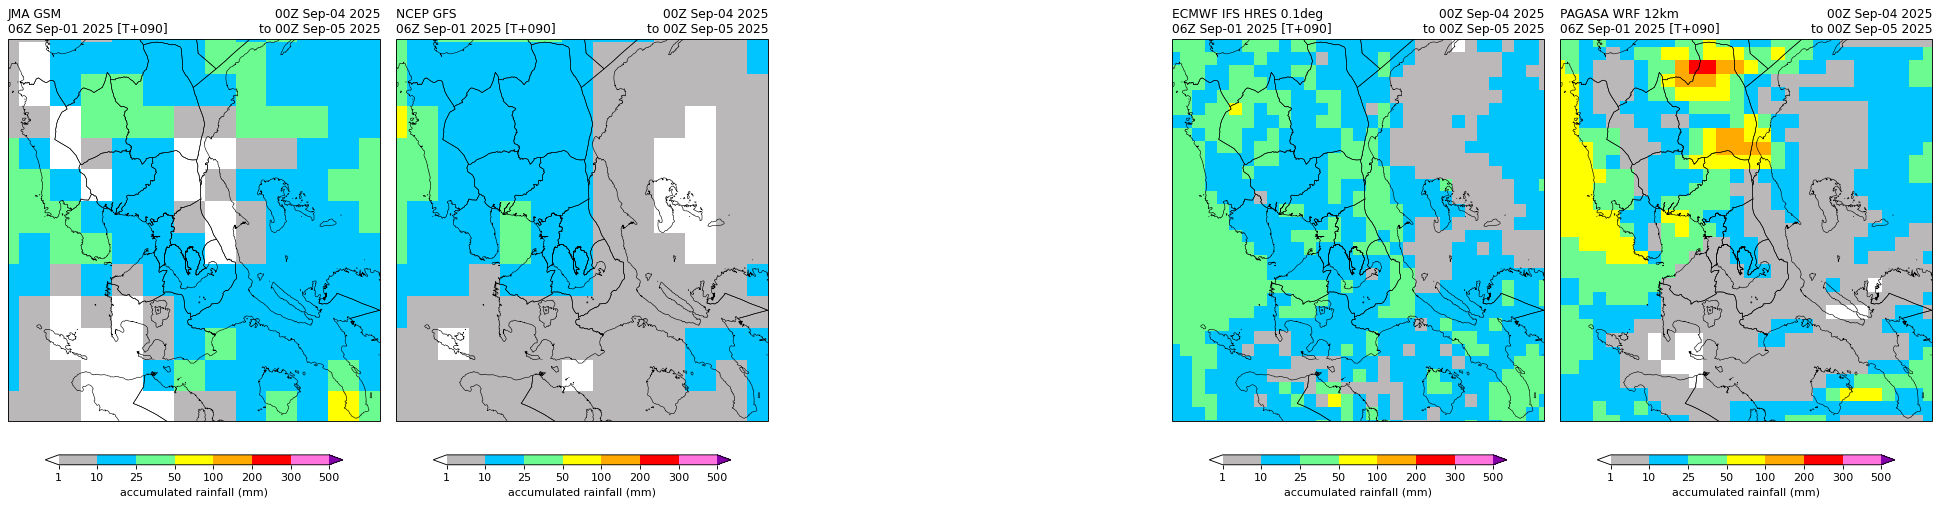 JMA GSM 00Z Sep-04 2025
06Z Sep-01 2025 [T+090] to 00Z Sep-05 2025
NCEP GFS 00Z Sep-04 2025
06Z Sep-01 2025 [T+090] to 00Z Sep-05 2025
ECMWF IFS HRES 0.1deg 00Z Sep-04 2025
06Z Sep-01 2025 [T+090] to 00Z Sep-05 2025
PAGASA WRF 12km 00Z Sep-04 2025
06Z Sep-01 2025 [T+090] to 00Z Sep-05 2025
1 10 25 50 100 200 300 500
accumulated rainfall (mm)
1 10 25 50 100 200 300 500
accumulated rainfall (mm)
1 10 25 50 100 200 300 500
accumulated rainfall (mm)
1 10 25 50 100 200 300 500
accumulated rainfall (mm)